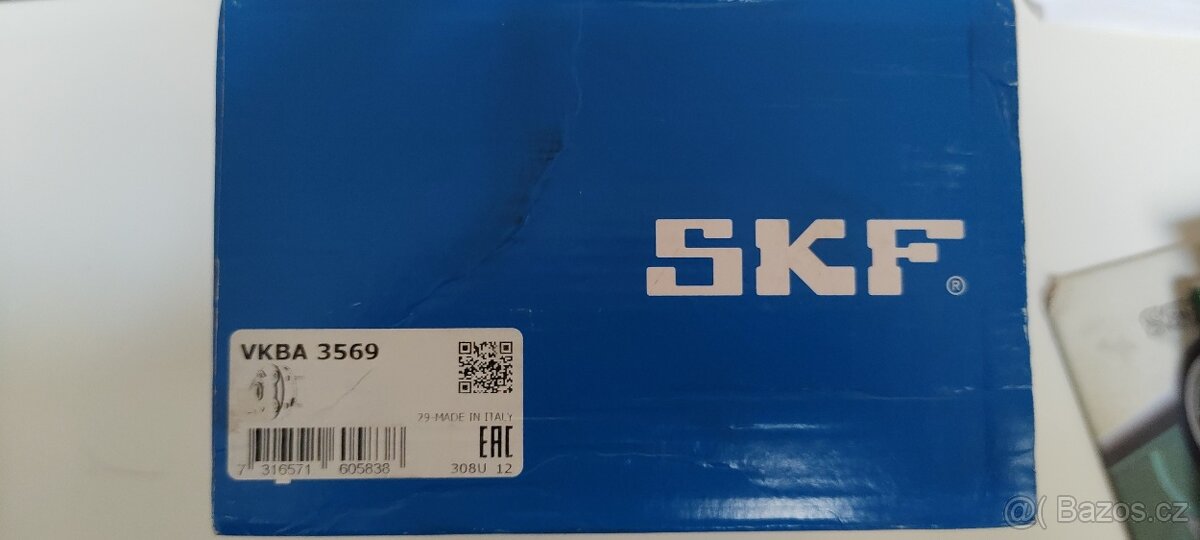 SKF®
VKBA 3569
29-MADE IN ITALY
EAC
7 316571 605838
308U 12
@( Bazos.cz